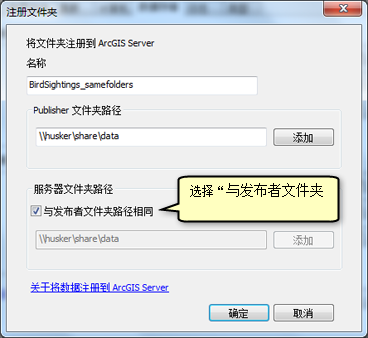 注册文件夹
将文件夹注册到 ArcGIS Server
名称
BirdSightings_samefolders
Publisher 文件夹路径
\\husker\share\data
添加
服务器文件夹路径
选择“与发布者文件夹
与发布者文件夹路径相同
\\husker\share\data
添加
关于将数据注册到 ArcGIS Server
确定
取消